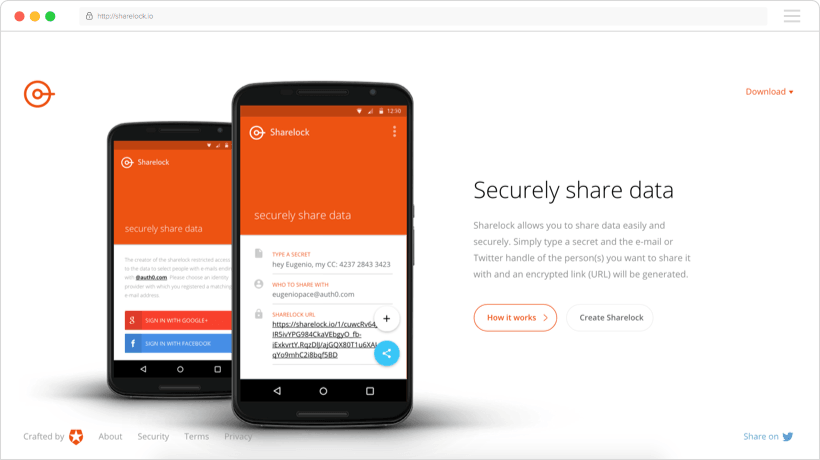 http://sharelock.io
Download
12:30
Sharelock
Sharelock
securely share data
securely share data
The creator of the sharelock restricted access
to the data to select people with e-mails ending
with @auth0.com. Please choose an identity
provider with which you registered a matching
e-mail address.
SIGN IN WITH GOOGLE+
SIGN IN WITH FACEBOOK
TYPE A SECRET
hey Eugenio, my CC: 4237 2843 3423
WHO TO SHARE WITH
eugeniopace@auth0.com
SHARELOCK URL
https://sharelock.io/1/cuwcRv64
IR5ivYPG984CkaVEbgyO_fb-
iExkvrtY.RqzDlJ/ajGQX80T1u6XA
qYo9mhC2i8bqf5BD
Securely share data
Sharelock allows you to share data easily and
securely. Simply type a secret and the e-mail or
Twitter handle of the person(s) you want to share it
with and an encrypted link (URL) will be generated.
How it works
Create Sharelock
Crafted by
About
Security
Terms
Privacy
Share on